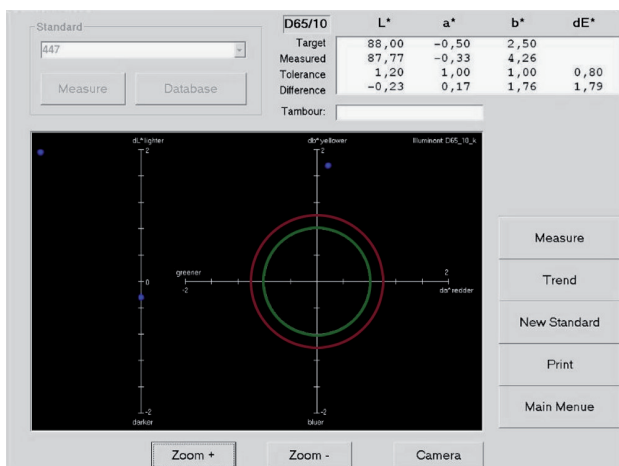 Standard
447
Measure Database
D65/10 L* a* b* dE*
Target 88,00 -0,50 2,50
Measured 87,77 -0,33 4,26
Tolerance 1,20 1,00 1,00 0,80
Difference -0,23 0,17 1,76 1,79
Tambour:
dL* lighter db* yellower Illuminant D65_10_k
2 2
greener
0 2
-2 da* redder
-2 -2
darker bluer
Measure
Trend
New Standard
Print
Main Menue
Zoom + Zoom - Camera